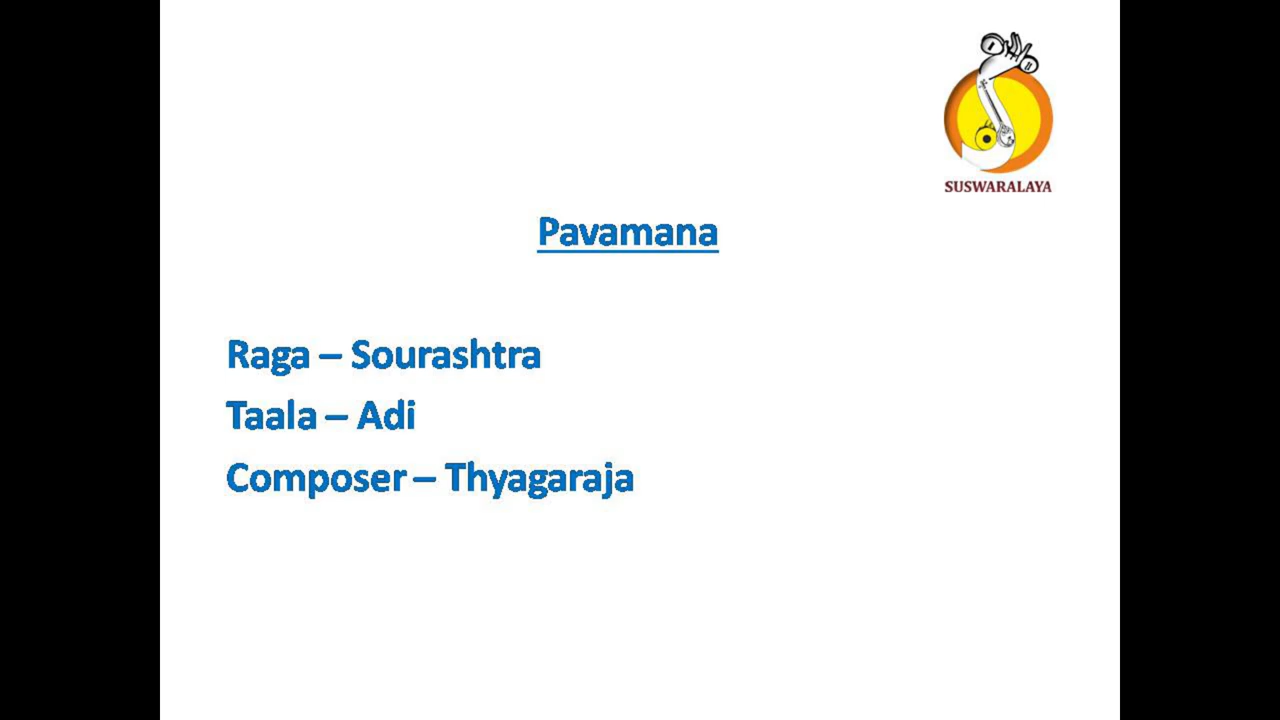 SUSWARALAYA
Pavamana
Raga – Sourashtra
Taala – Adi
Composer – Thyagaraja